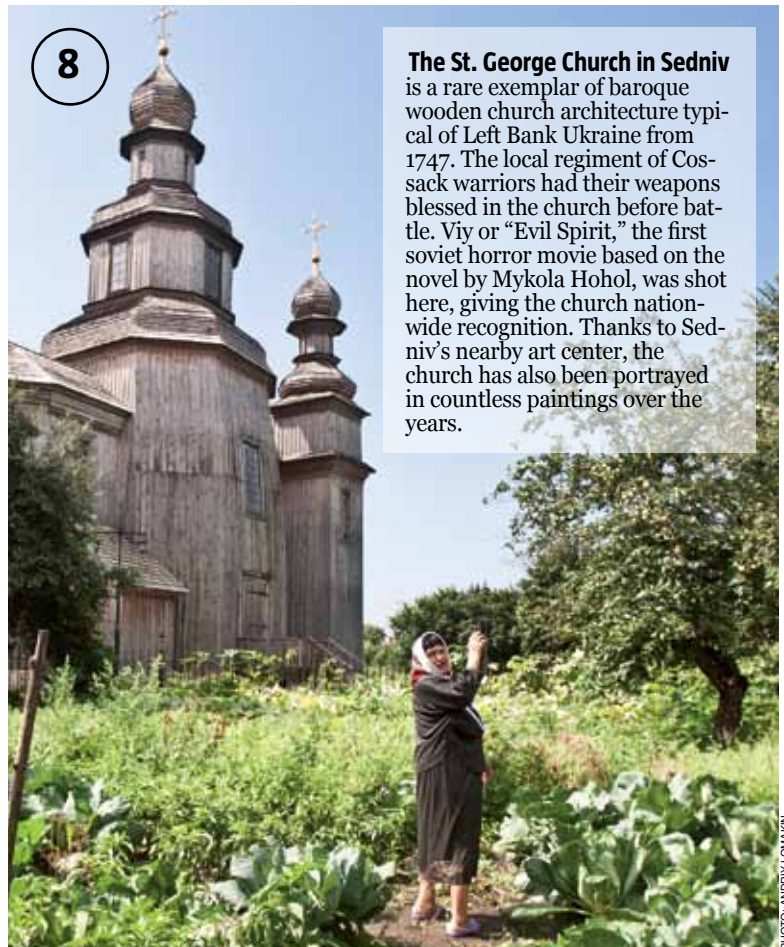 8
The St. George Church in Sedniv
is a rare exemplar of baroque
wooden church architecture typi-
cal of Left Bank Ukraine from
1747. The local regiment of Cos-
sack warriors had their weapons
blessed in the church before bat-
tle. Viy or “Evil Spirit,” the first
soviet horror movie based on the
novel by Mykola Hohol, was shot
here, giving the church nation-
wide recognition. Thanks to Sed-
niv’s nearby art center, the
church has also been portrayed
in countless paintings over the
years.
ANDRIY LOMAKIN